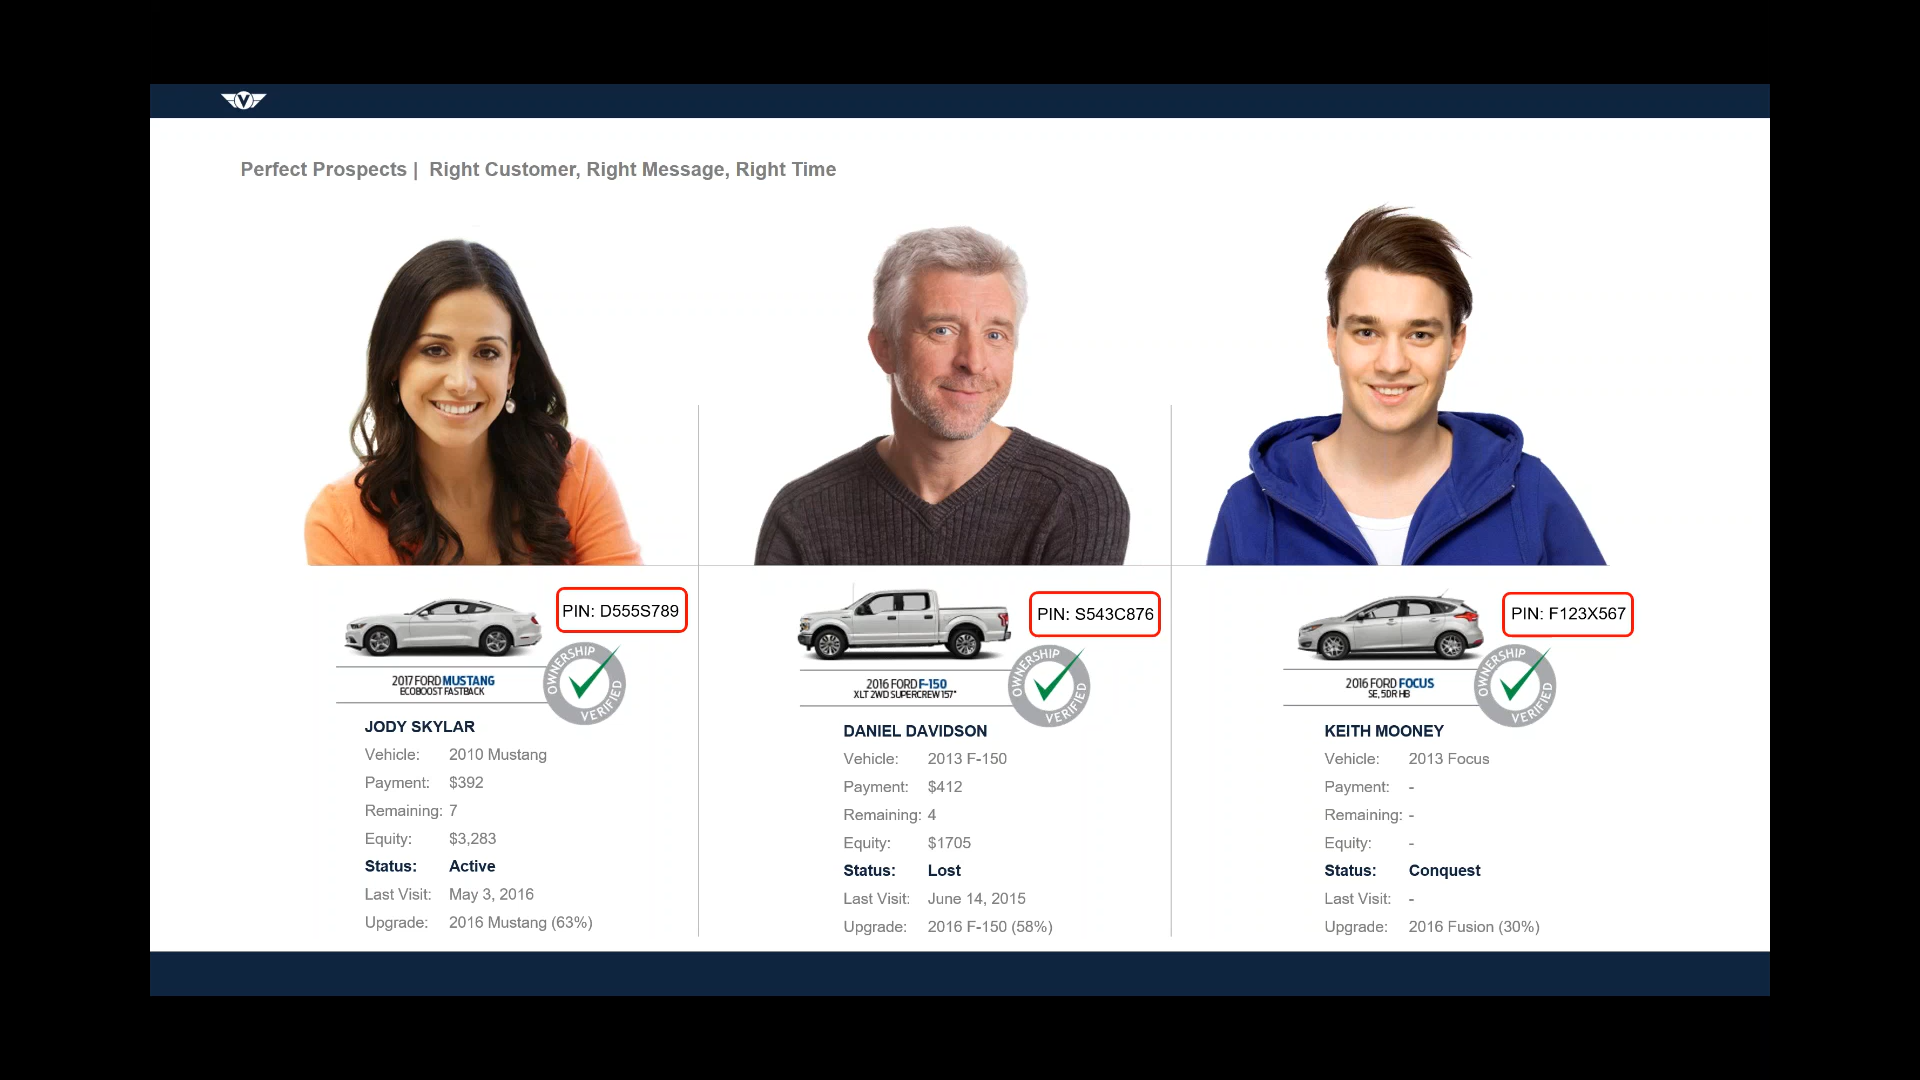 Perfect Prospects | Right Customer, Right Message, Right Time
PIN: D555S789
OWNERSHIP VERIFIED
2017 FORD MUSTANG
ECOBOOST FASTBACK
JODY SKYLAR
Vehicle: 2010 Mustang
Payment: $392
Remaining: 7
Equity: $3,283
Status: Active
Last Visit: May 3, 2016
Upgrade: 2016 Mustang (63%)
PIN: S543C876
OWNERSHIP VERIFIED
2016 FORD F-150
XLT 2WD SUPERCREW 157"
DANIEL DAVIDSON
Vehicle: 2013 F-150
Payment: $412
Remaining: 4
Equity: $1705
Status: Lost
Last Visit: June 14, 2015
Upgrade: 2016 F-150 (58%)
PIN: F123X567
OWNERSHIP VERIFIED
2016 FORD FOCUS
SE, 5DR HB
KEITH MOONEY
Vehicle: 2013 Focus
Payment: -
Remaining: -
Equity: -
Status: Conquest
Last Visit: -
Upgrade: 2016 Fusion (30%)